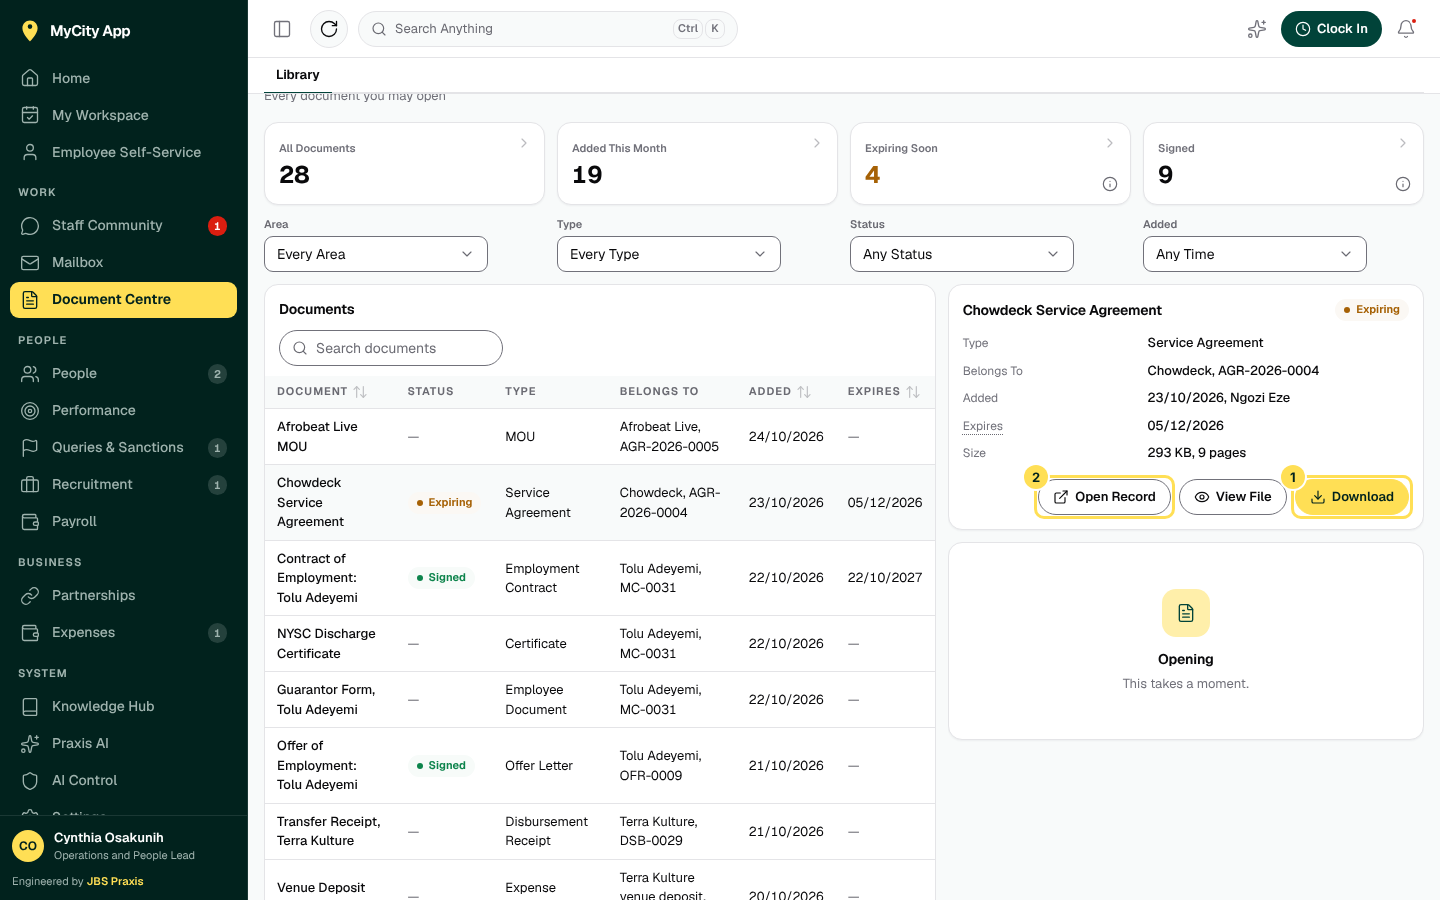 MyCity App
Home
My Workspace
Employee Self-Service
WORK
Staff Community 1
Mailbox
Document Centre
PEOPLE
People 2
Performance
Queries & Sanctions 1
Recruitment 1
Payroll
BUSINESS
Partnerships
Expenses 1
SYSTEM
Knowledge Hub
Praxis AI
AI Control
CO
Cynthia Osakunih
Operations and People Lead
Engineered by JBS Praxis
Search Anything Ctrl K
Clock In
Library
Every document you may open
All Documents
28
Added This Month
19
Expiring Soon
4
Signed
9
Area
Every Area
Type
Every Type
Status
Any Status
Added
Any Time
Documents
Search documents
DOCUMENT STATUS TYPE BELONGS TO ADDED EXPIRES
Afrobeat Live
MOU
—
MOU
Afrobeat Live,
AGR-2026-0005
24/10/2026
—
Chowdeck
Service
Agreement
Expiring
Service
Agreement
Chowdeck, AGR-
2026-0004
23/10/2026
05/12/2026
Contract of
Employment:
Tolu Adeyemi
Signed
Employment
Contract
Tolu Adeyemi,
MC-0031
22/10/2026
22/10/2027
NYSC Discharge
Certificate
—
Certificate
Tolu Adeyemi,
MC-0031
22/10/2026
—
Guarantor Form,
Tolu Adeyemi
—
Employee
Document
Tolu Adeyemi,
MC-0031
22/10/2026
—
Offer of
Employment:
Tolu Adeyemi
Signed
Offer Letter
Tolu Adeyemi,
OFR-0009
21/10/2026
—
Transfer Receipt,
Terra Kulture
—
Disbursement
Receipt
Terra Kulture,
DSB-0029
21/10/2026
—
Venue Deposit
—
Expense
Terra Kulture
venue deposit,
20/10/2026
—
Chowdeck Service Agreement
Expiring
Type Service Agreement
Belongs To Chowdeck, AGR-2026-0004
Added 23/10/2026, Ngozi Eze
Expires 05/12/2026
Size 293 KB, 9 pages
2 Open Record
View File
1 Download
Opening
This takes a moment.